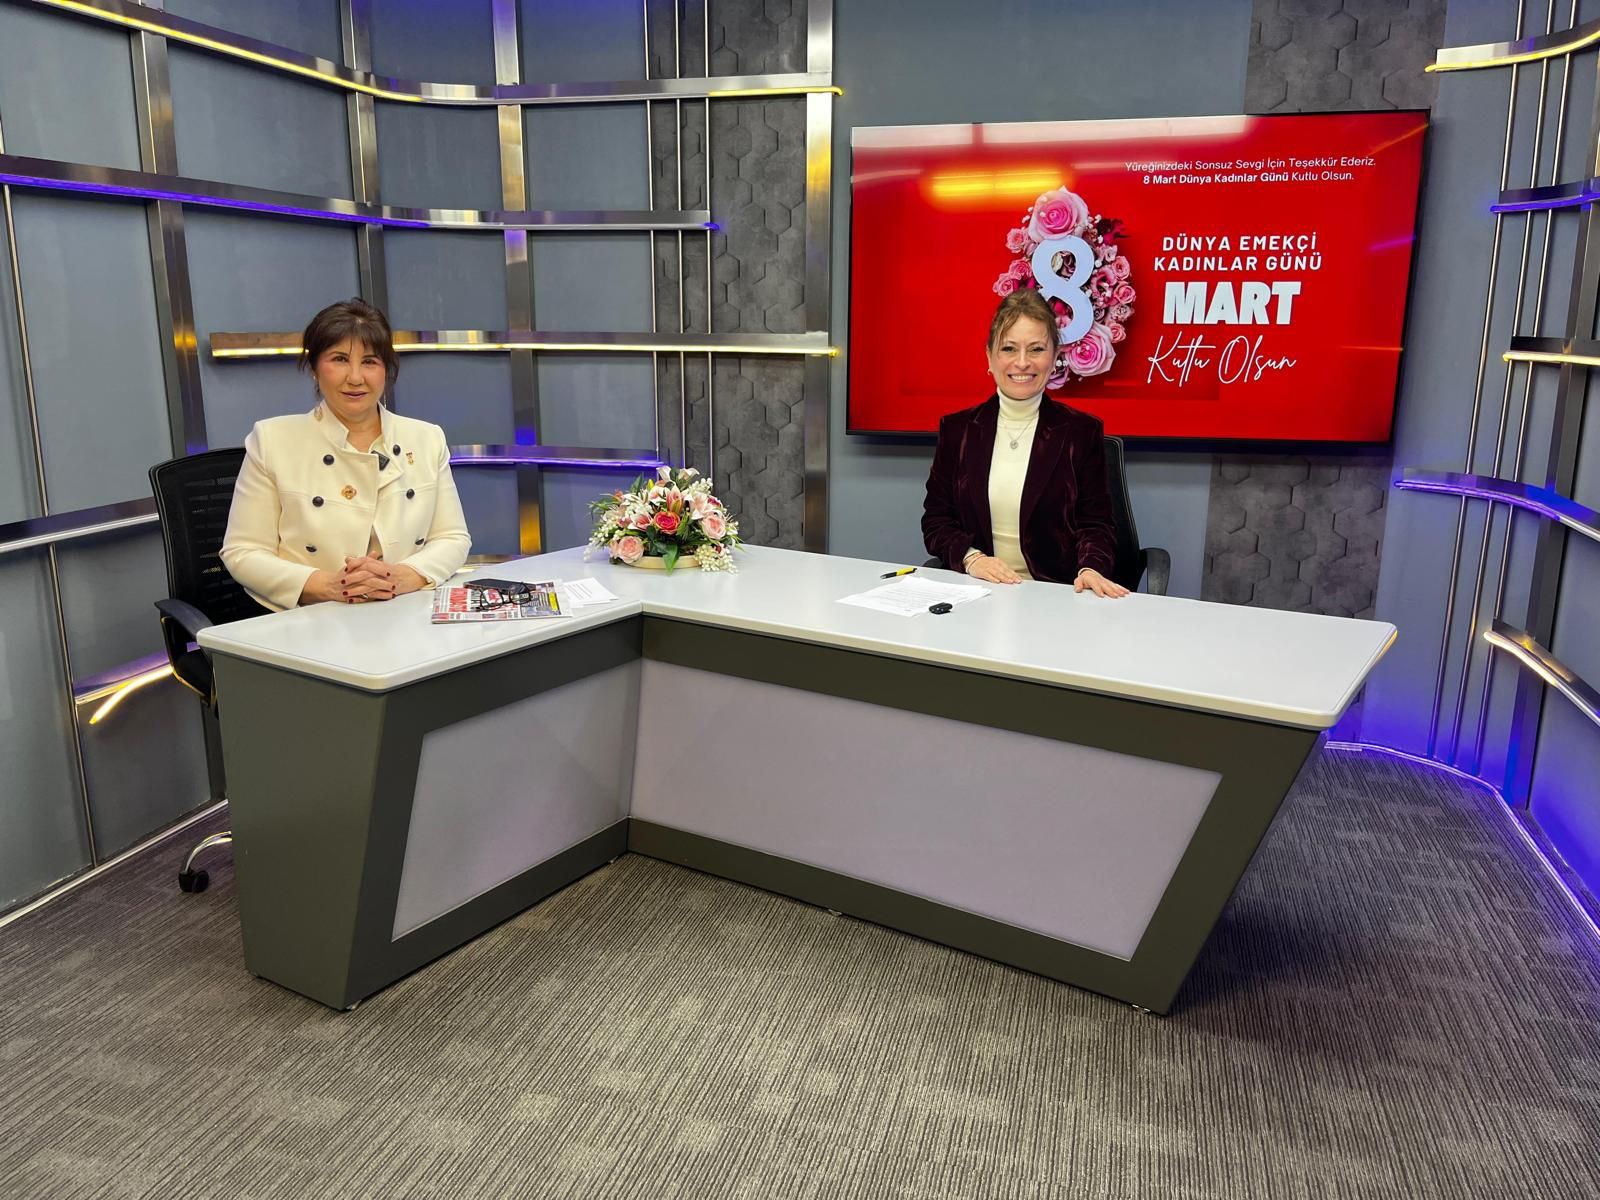 Yüreğinizdeki Sonsuz Sevgi İçin Teşekkür Ederiz.
8 Mart Dünya Kadınlar Günü Kutlu Olsun.
8
DÜNYA EMEKÇİ
KADINLAR GÜNÜ
MART
Kutlu Olsun